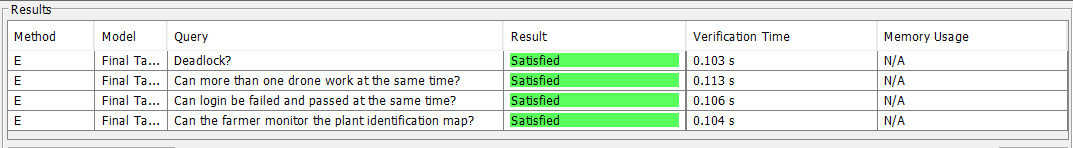 Results
Method Model Query Result Verification Time Memory Usage
E Final Ta... Deadlock? Satisfied 0.103 s N/A
E Final Ta... Can more than one drone work at the same time? Satisfied 0.113 s N/A
E Final Ta... Can login be failed and passed at the same time? Satisfied 0.106 s N/A
E Final Ta... Can the farmer monitor the plant identification map? Satisfied 0.104 s N/A